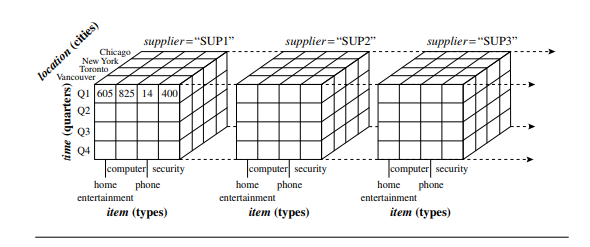 location (cities)
supplier=“SUP1” supplier=“SUP2” supplier=“SUP3”
Chicago
New York
Toronto
Vancouver
time (quarters)
Q1 605 825 14 400
Q2
Q3
Q4
computer security computer security computer security
home phone home phone home phone
entertainment entertainment entertainment
item (types) item (types) item (types)